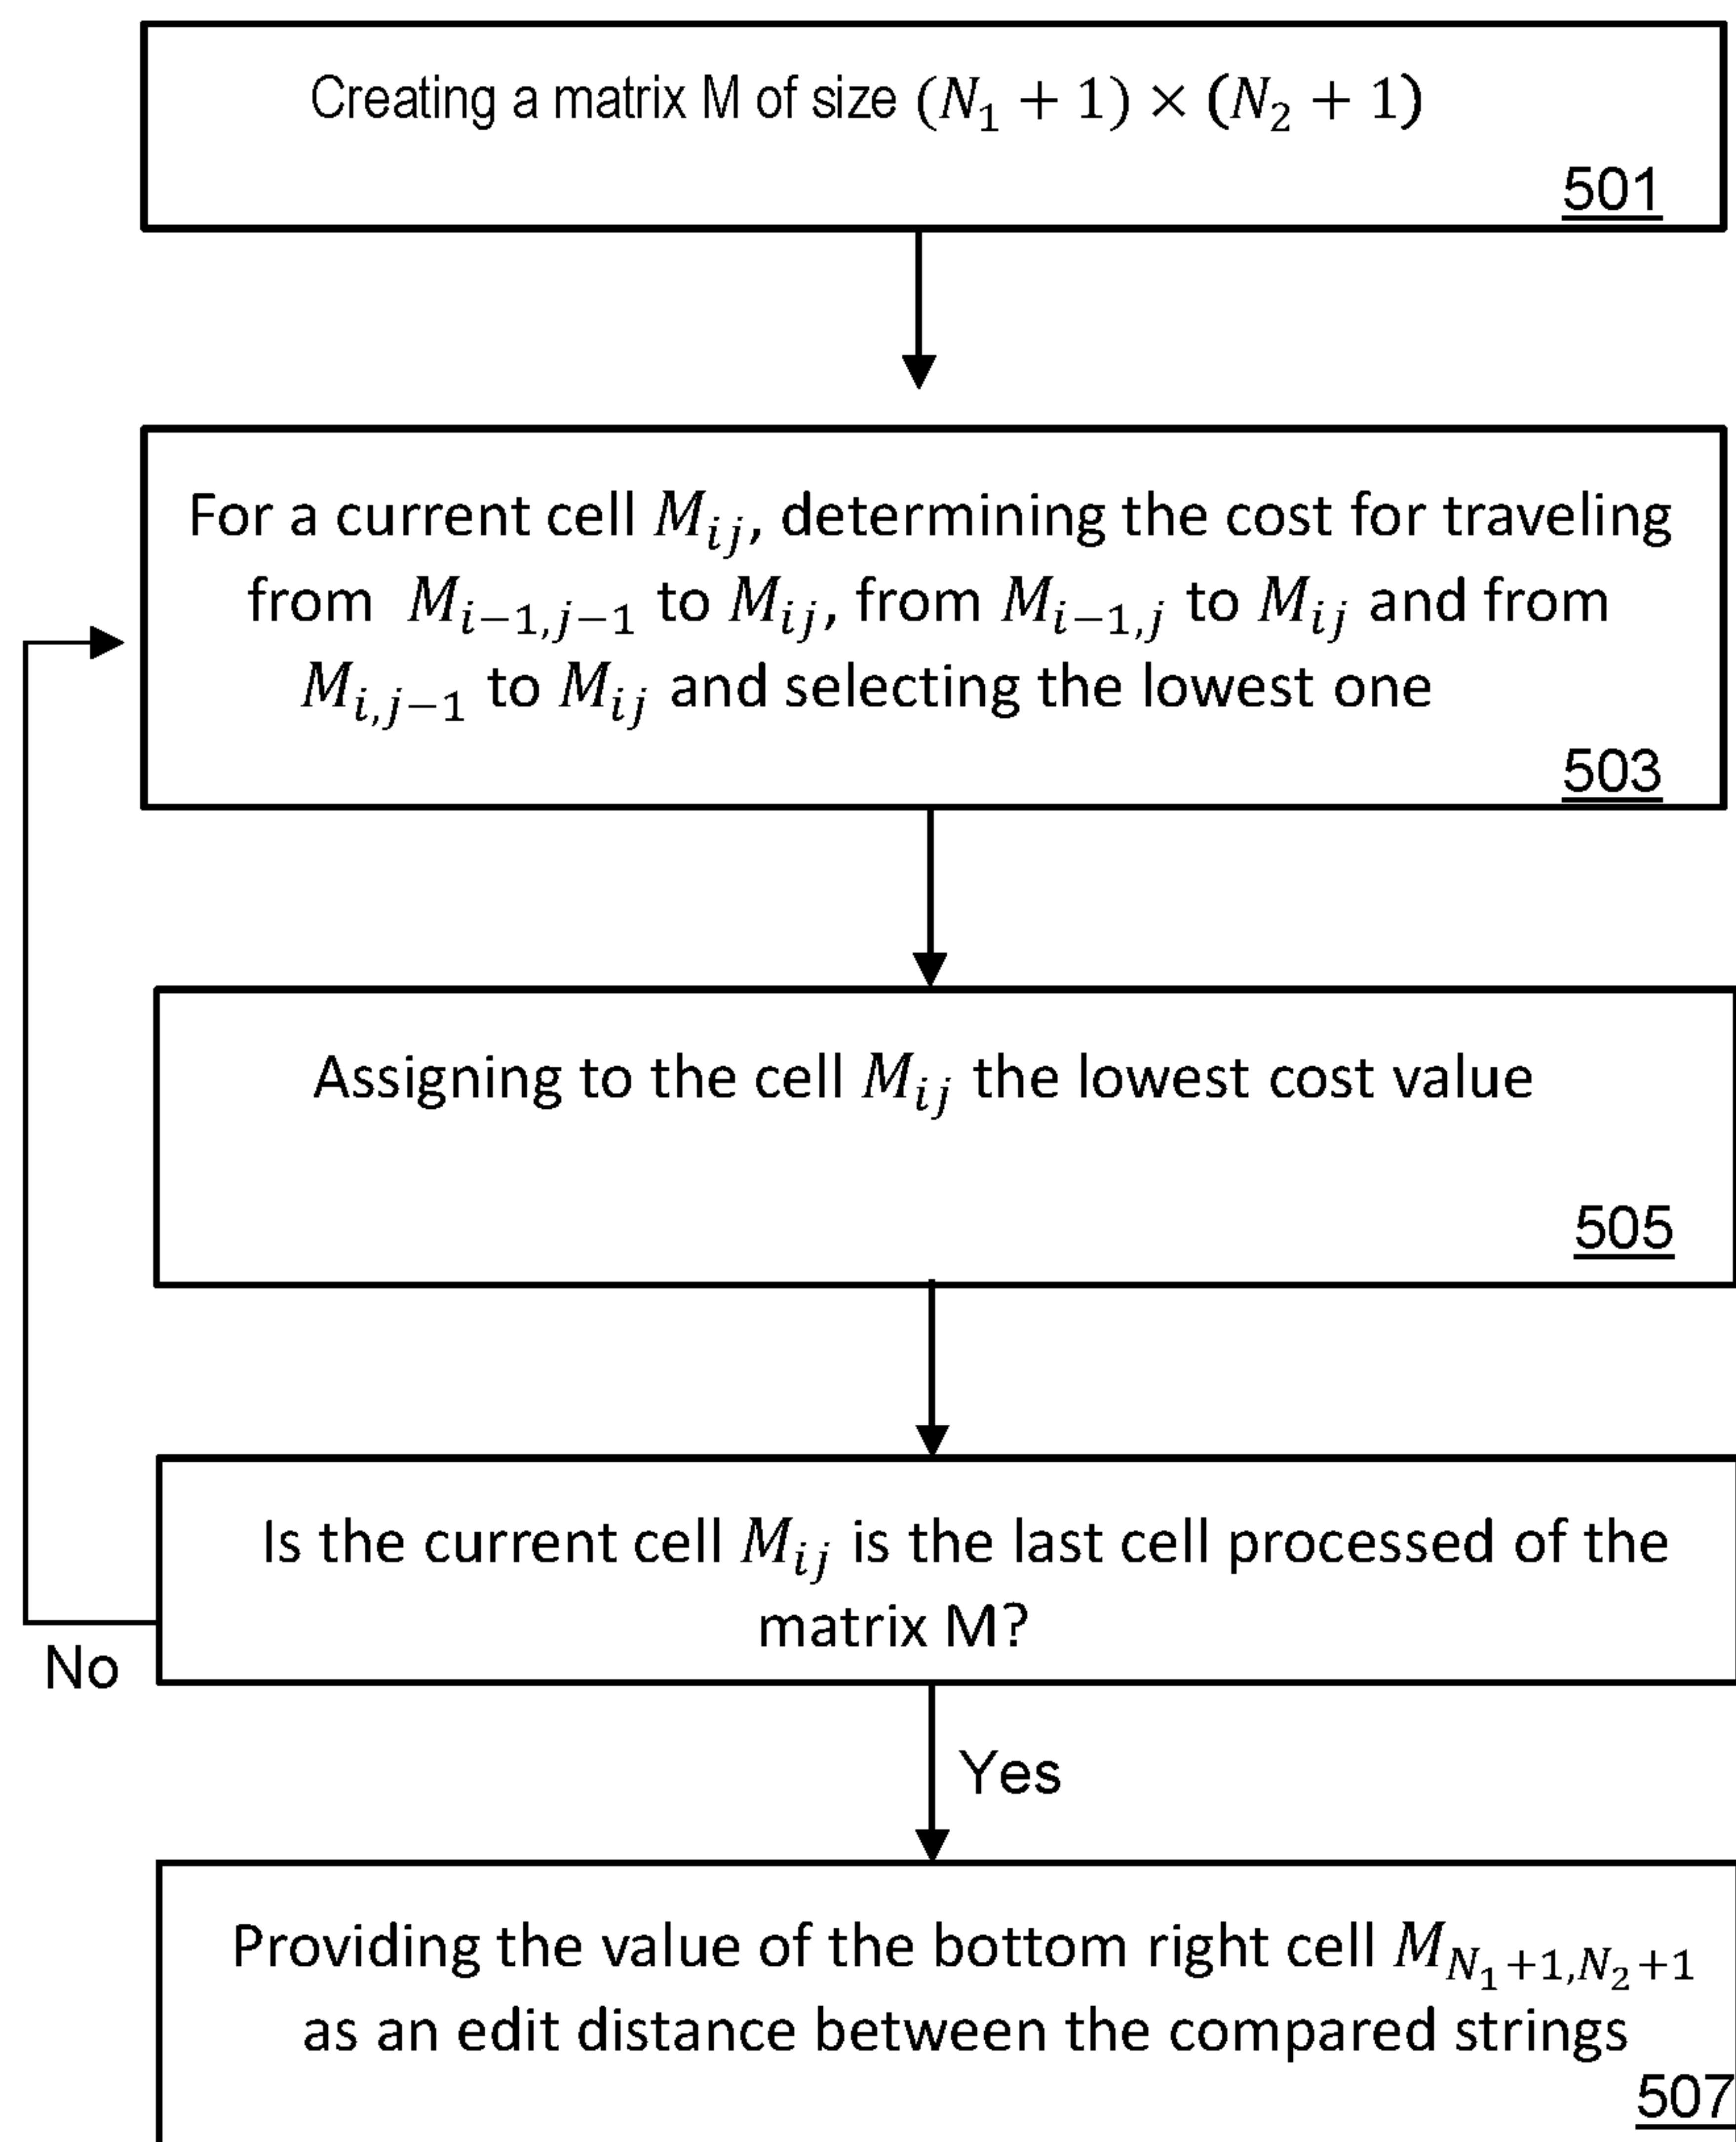 Creating a matrix M of size (N₁ + 1) × (N₂ + 1)
501
For a current cell Mᵢⱼ, determining the cost for traveling
from Mᵢ₋₁,ⱼ₋₁ to Mᵢⱼ, from Mᵢ₋₁,ⱼ to Mᵢⱼ and from
Mᵢ,ⱼ₋₁ to Mᵢⱼ and selecting the lowest one
503
Assigning to the cell Mᵢⱼ the lowest cost value
505
Is the current cell Mᵢⱼ is the last cell processed of the
matrix M?
No
Yes
Providing the value of the bottom right cell M_{N₁+1,N₂+1}
as an edit distance between the compared strings
507